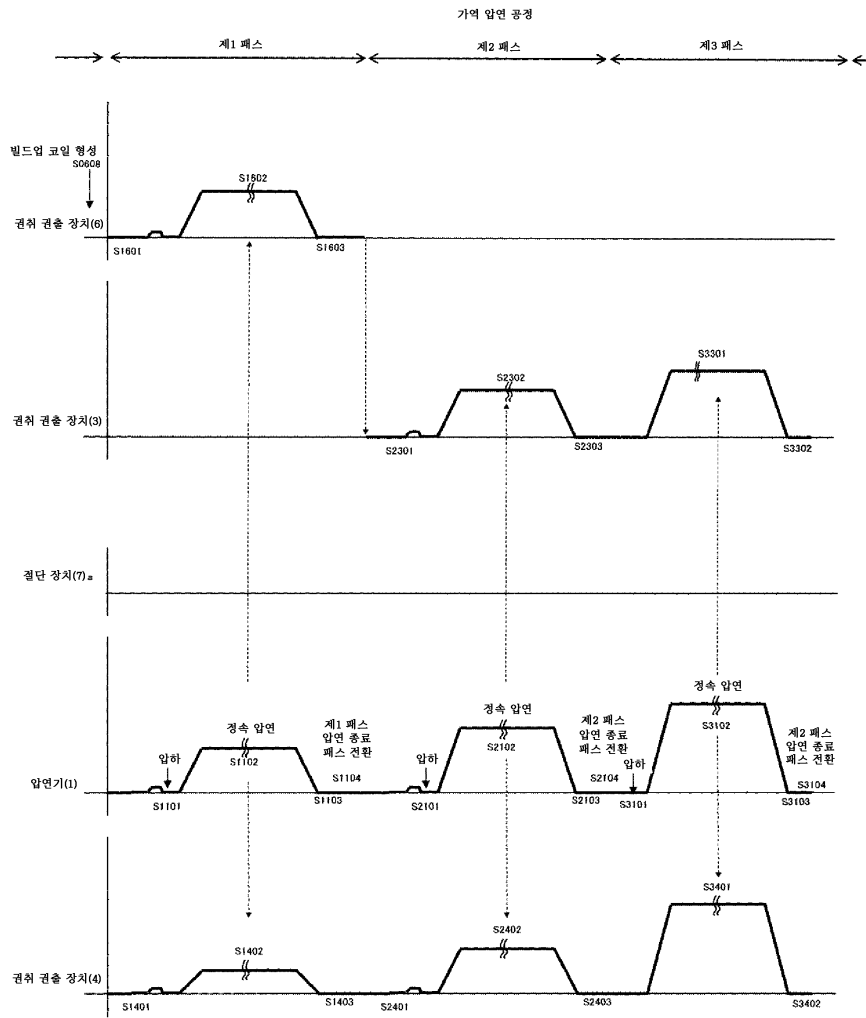 가역 압연 공정
제1 패스
제2 패스
제3 패스
빌드업 코일 형성
S0608
S1602
권취 권출 장치(6)
S1601
S1603
S3301
S2302
권취 권출 장치(3)
S2301
S2303
S3302
절단 장치(7)a
정속 압연
S1102
제1 패스
압연 종료
패스 전환
S1104
정속 압연
S2102
제2 패스
압연 종료
패스 전환
S2104
정속 압연
S3102
제2 패스
압연 종료
패스 전환
S3104
압하
압하
압하
압연기(1)
S1101
S1103
S2101
S2103
S3101
S3103
S3401
S1402
S2402
권취 권출 장치(4)
S1401
S1403
S2401
S2403
S3402